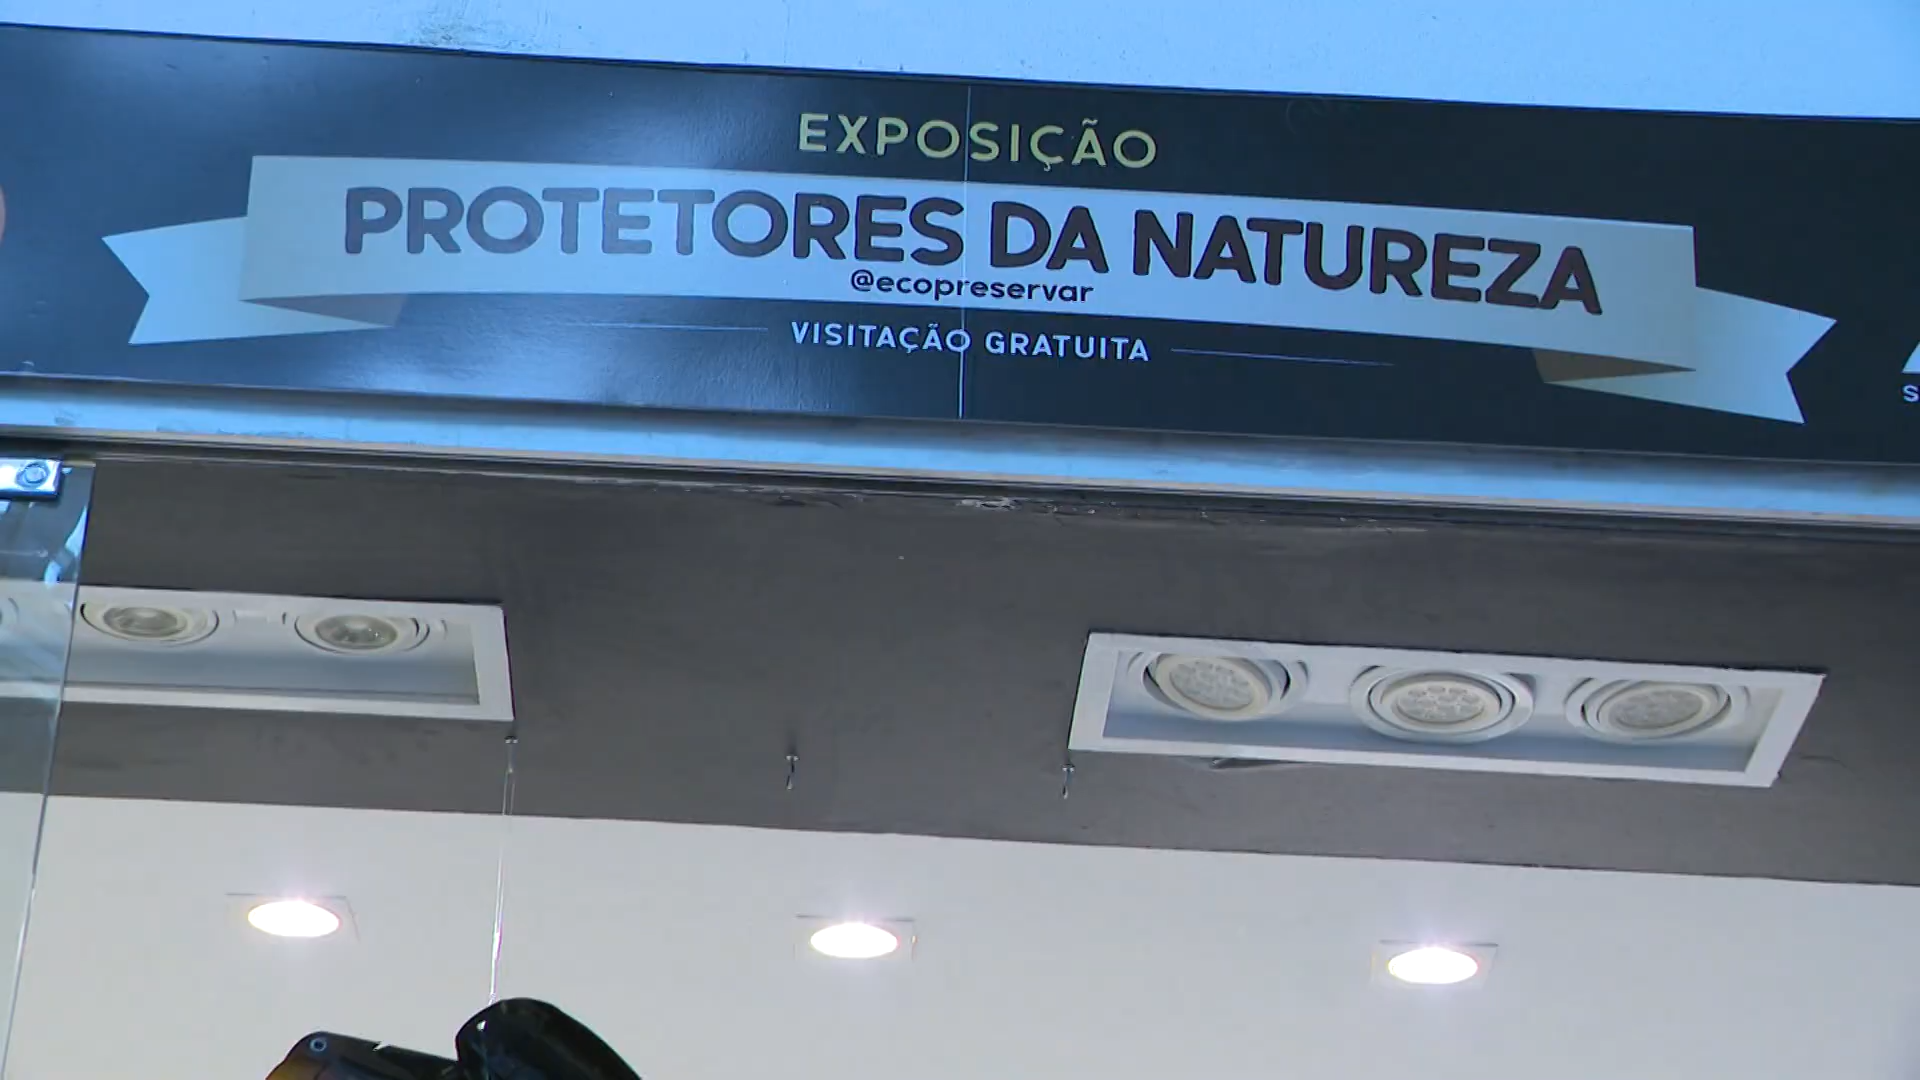 EXPOSIÇÃO
PROTETORES DA NATUREZA
@ecopreservar
VISITAÇÃO GRATUITA